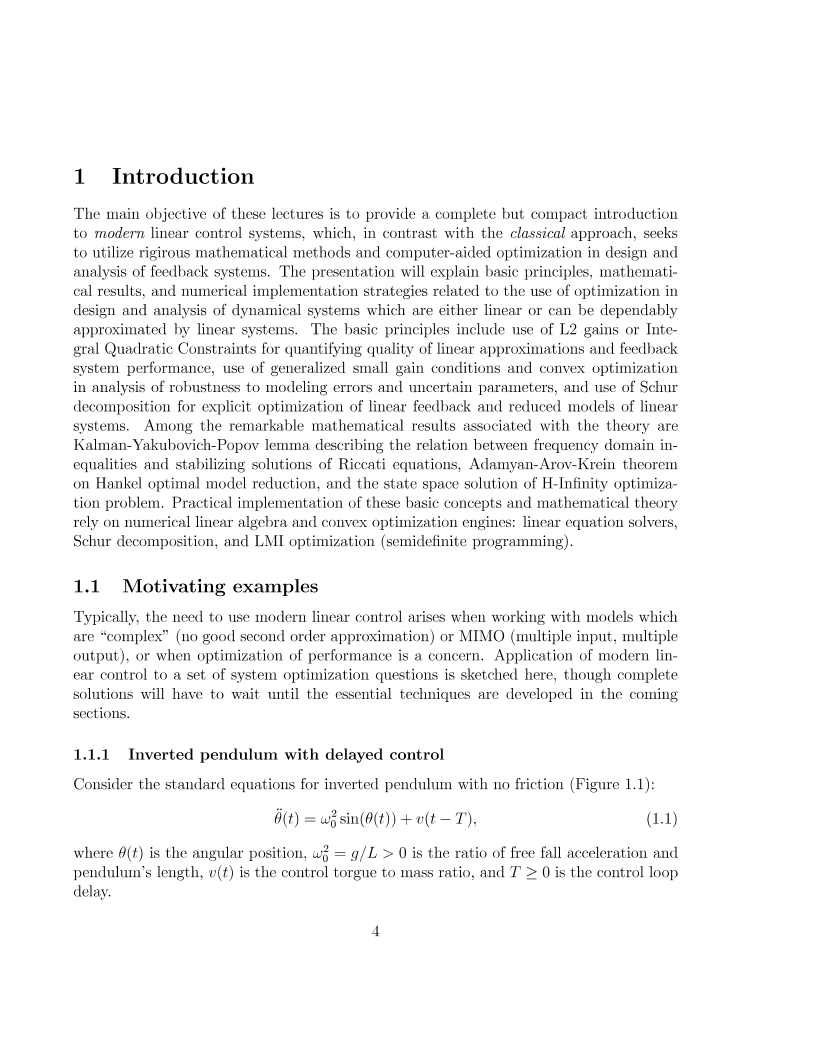 1 Introduction
The main objective of these lectures is to provide a complete but compact introduction
to modern linear control systems, which, in contrast with the classical approach, seeks
to utilize rigirous mathematical methods and computer-aided optimization in design and
analysis of feedback systems. The presentation will explain basic principles, mathemati-
cal results, and numerical implementation strategies related to the use of optimization in
design and analysis of dynamical systems which are either linear or can be dependably
approximated by linear systems. The basic principles include use of L2 gains or Inte-
gral Quadratic Constraints for quantifying quality of linear approximations and feedback
system performance, use of generalized small gain conditions and convex optimization
in analysis of robustness to modeling errors and uncertain parameters, and use of Schur
decomposition for explicit optimization of linear feedback and reduced models of linear
systems. Among the remarkable mathematical results associated with the theory are
Kalman-Yakubovich-Popov lemma describing the relation between frequency domain in-
equalities and stabilizing solutions of Riccati equations, Adamyan-Arov-Krein theorem
on Hankel optimal model reduction, and the state space solution of H-Infinity optimiza-
tion problem. Practical implementation of these basic concepts and mathematical theory
rely on numerical linear algebra and convex optimization engines: linear equation solvers,
Schur decomposition, and LMI optimization (semidefinite programming).
1.1 Motivating examples
Typically, the need to use modern linear control arises when working with models which
are “complex” (no good second order approximation) or MIMO (multiple input, multiple
output), or when optimization of performance is a concern. Application of modern lin-
ear control to a set of system optimization questions is sketched here, though complete
solutions will have to wait until the essential techniques are developed in the coming
sections.
1.1.1 Inverted pendulum with delayed control
Consider the standard equations for inverted pendulum with no friction (Figure 1.1):
θ̈(t) = ω₀² sin(θ(t)) + v(t − T), (1.1)
where θ(t) is the angular position, ω₀² = g/L > 0 is the ratio of free fall acceleration and
pendulum’s length, v(t) is the control torgue to mass ratio, and T ≥ 0 is the control loop
delay.
4